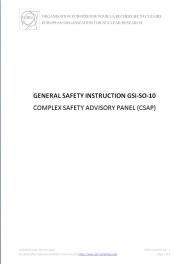 CERN
ORGANISATION EUROPÉENNE POUR LA RECHERCHE NUCLÉAIRE
EUROPEAN ORGANIZATION FOR NUCLEAR RESEARCH
GENERAL SAFETY INSTRUCTION GSI-SO-10
COMPLEX SAFETY ADVISORY PANEL (CSAP)